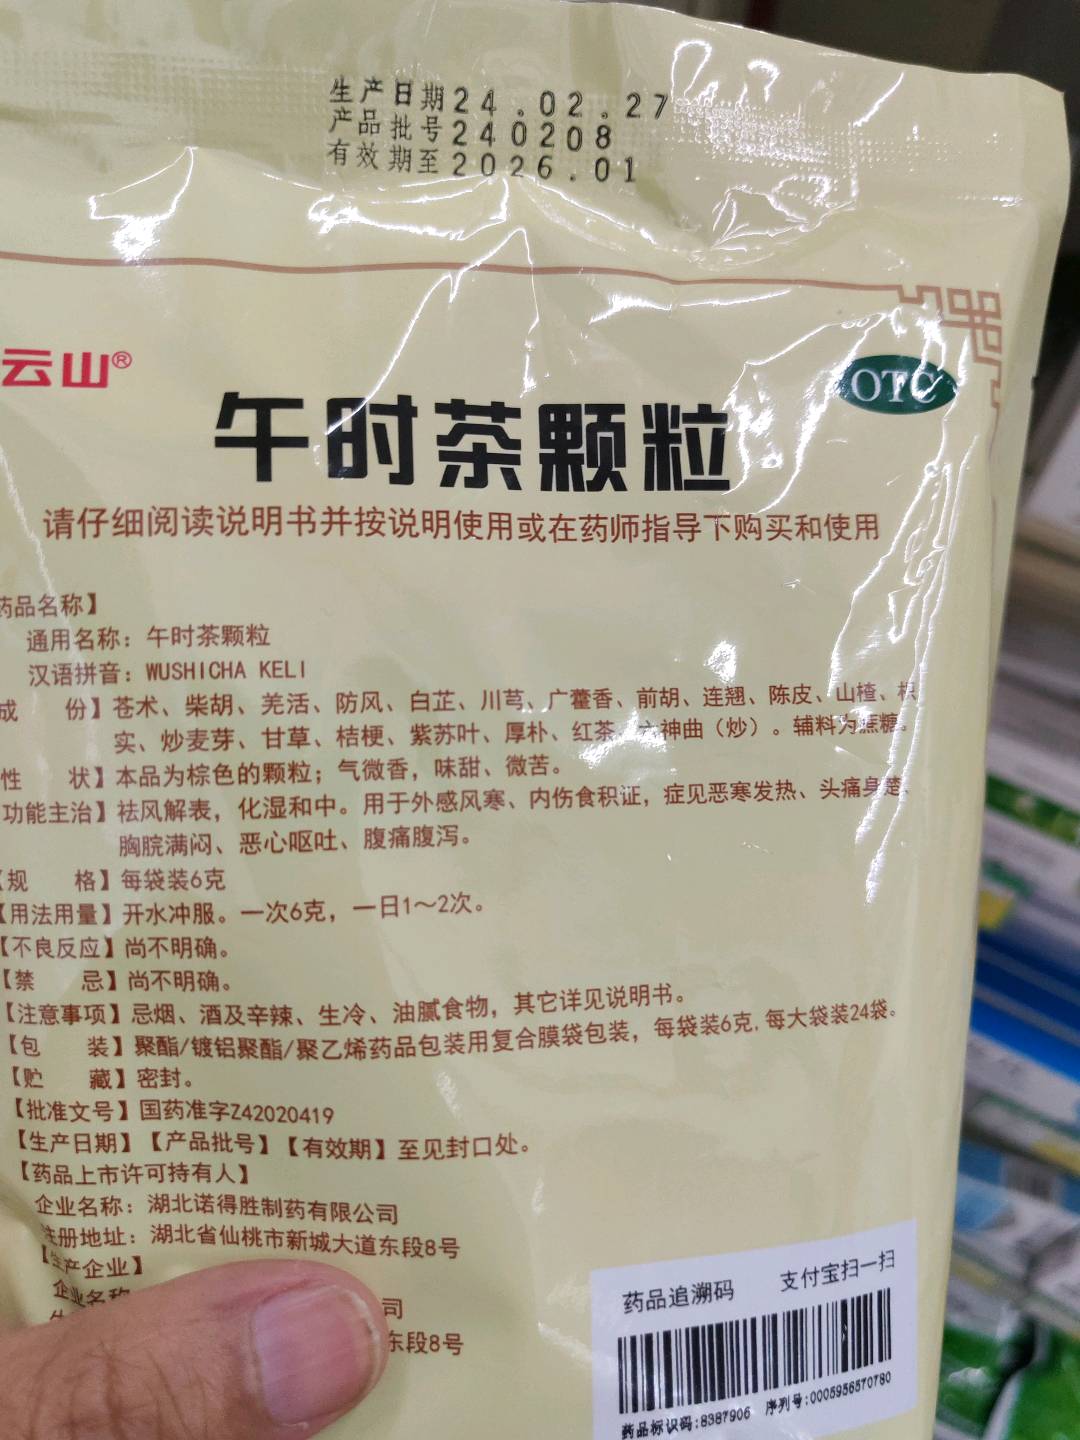 生产日期24.02.27
产品批号240208
有效期至2026.01
云山®
OTC
午时茶颗粒
请仔细阅读说明书并按说明使用或在药师指导下购买和使用
药品名称】
通用名称：午时茶颗粒
汉语拼音：WUSHICHA KELI
成 份】苍术、柴胡、羌活、防风、白芷、川芎、广藿香、前胡、连翘、陈皮、山楂、枳
实、炒麦芽、甘草、桔梗、紫苏叶、厚朴、红茶、六神曲（炒）。辅料为蔗糖。
性 状】本品为棕色的颗粒；气微香，味甜、微苦。
功能主治】祛风解表，化湿和中。用于外感风寒、内伤食积证，症见恶寒发热、头痛身楚、
胸脘满闷、恶心呕吐、腹痛腹泻。
【规 格】每袋装6克
【用法用量】开水冲服。一次6克，一日1～2次。
【不良反应】尚不明确。
【禁 忌】尚不明确。
【注意事项】忌烟、酒及辛辣、生冷、油腻食物，其它详见说明书。
【包 装】聚酯/镀铝聚酯/聚乙烯药品包装用复合膜袋包装，每袋装6克,每大袋装24袋。
【贮 藏】密封。
【批准文号】国药准字Z42020419
【生产日期】【产品批号】【有效期】至见封口处。
【药品上市许可持有人】
企业名称：湖北诺得胜制药有限公司
注册地址：湖北省仙桃市新城大道东段8号
【生产企业】
企业名称
司
东段8号
药品追溯码 支付宝扫一扫
药品标识码:8387906 序列号:0005956570780